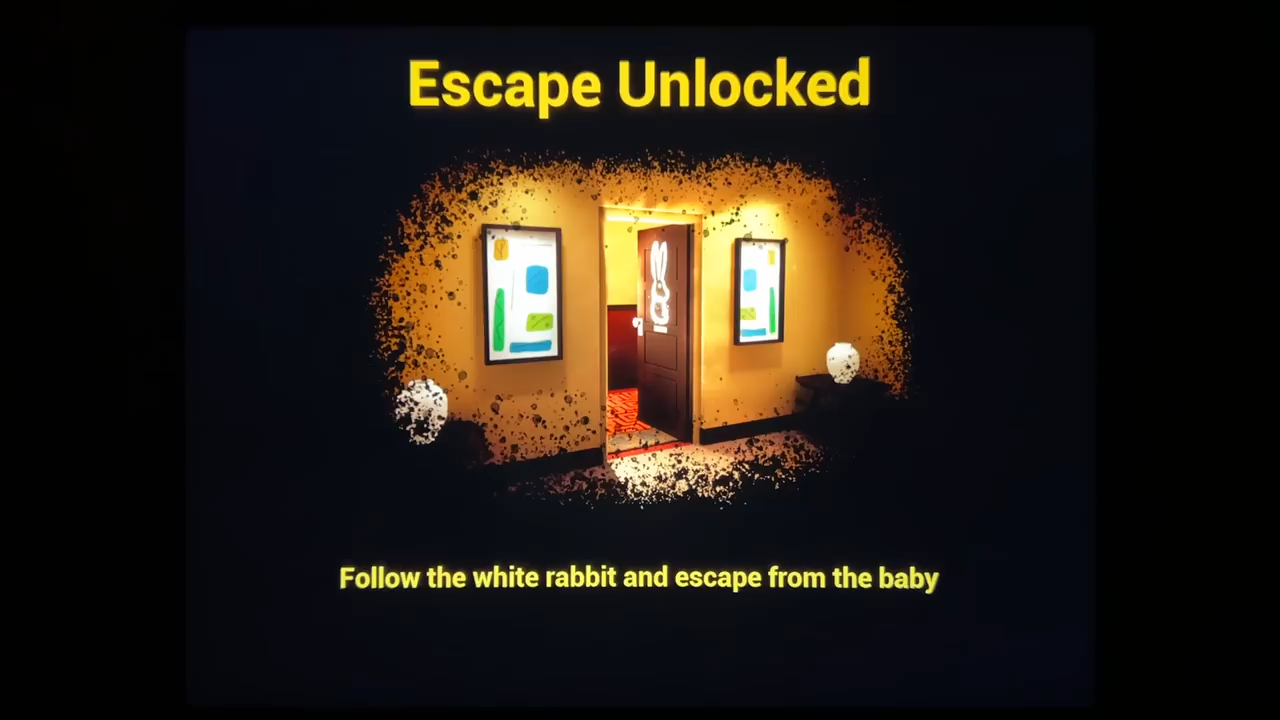 Escape Unlocked
Follow the white rabbit and escape from the baby